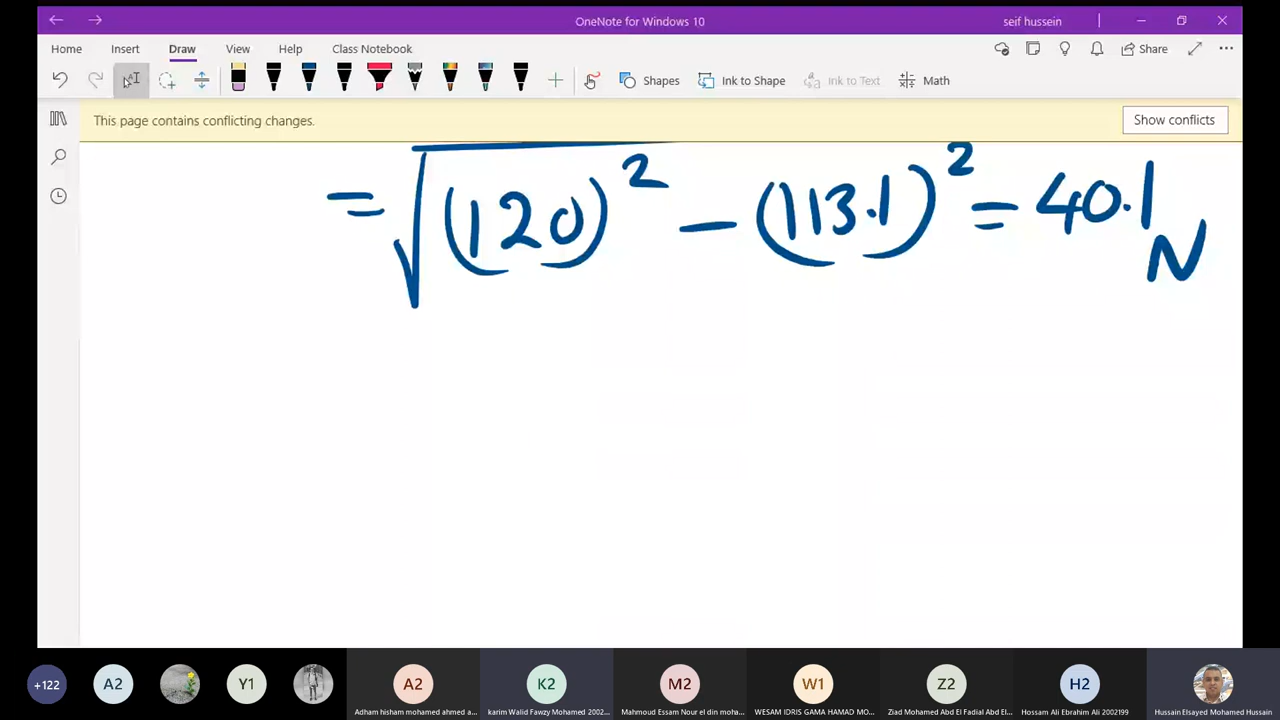 OneNote for Windows 10
seif hussein
Home Insert Draw View Help Class Notebook
Share
Shapes Ink to Shape Ink to Text Math
This page contains conflicting changes.
Show conflicts
= √(120)² - (113.1)² = 40.1 N
+122 A2 Y1 A2 K2 M2 W1 Z2 H2
Adham hisham mohamed ahmed a...
karim Walid Fawzy Mohamed 2002...
Mahmoud Essam Nour el din moha...
WESAM IDRIS GAMA HAMAD MO...
Ziad Mohamed Abd El Fadial Abd El...
Hossam Ali Ebrahim Ali 2002199
Hussain Elsayed Mohamed Hussain